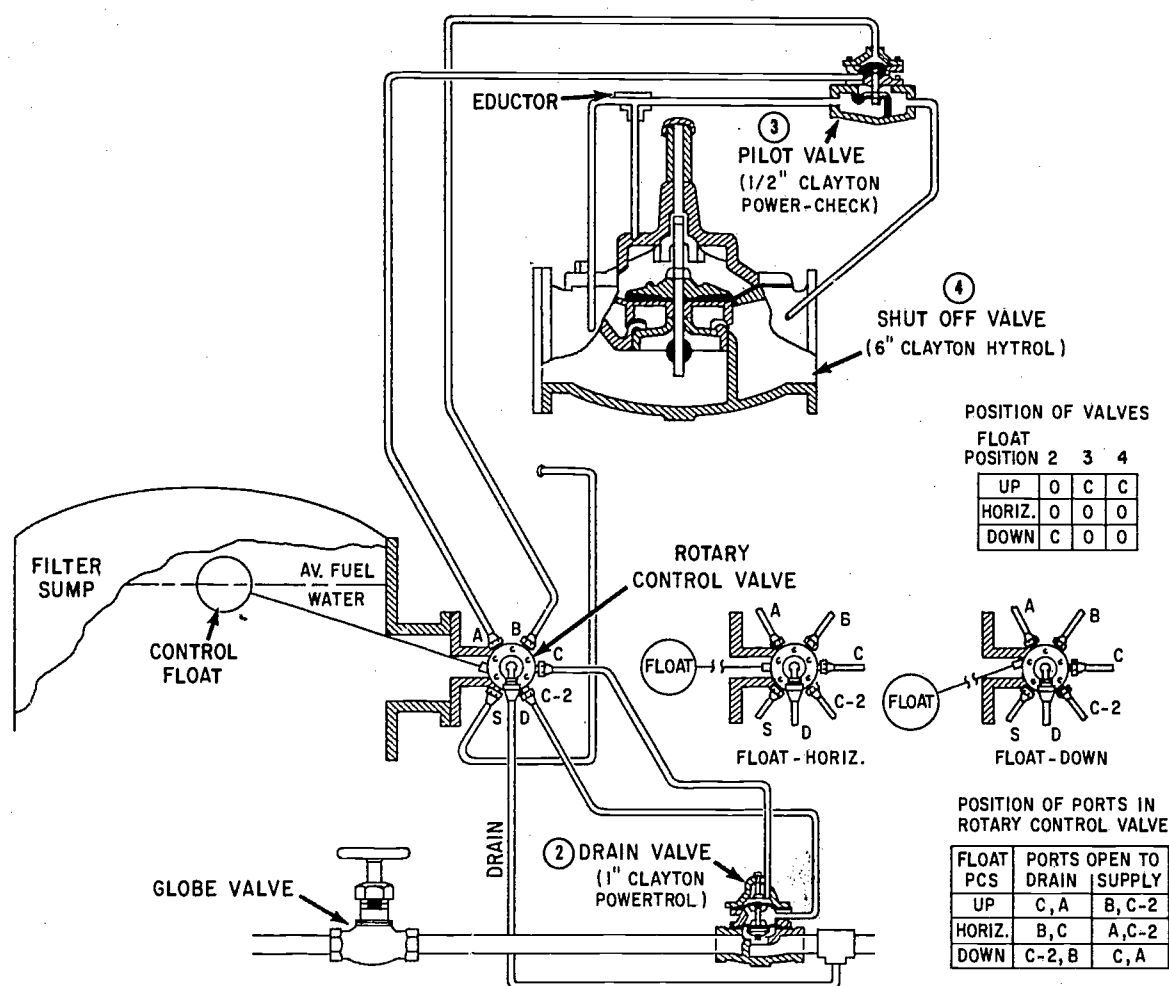 EDUCTOR
3
PILOT VALVE
(1/2" CLAYTON
POWER-CHECK)
4
SHUT OFF VALVE
(6" CLAYTON HYTROL)
POSITION OF VALVES
FLOAT
POSITION 2 3 4
UP O C C
HORIZ. O O O
DOWN C O O
FILTER
SUMP
AV. FUEL
WATER
CONTROL
FLOAT
ROTARY
CONTROL VALVE
A B C C-2 D S
FLOAT
A B C C-2 D S
FLOAT-HORIZ.
FLOAT
A B C C-2 D S
FLOAT-DOWN
DRAIN
2 DRAIN VALVE
(1" CLAYTON
POWERTROL)
GLOBE VALVE
POSITION OF PORTS IN
ROTARY CONTROL VALVE
FLOAT PORTS OPEN TO
PCS DRAIN SUPPLY
UP C, A B, C-2
HORIZ. B, C A, C-2
DOWN C-2, B C, A